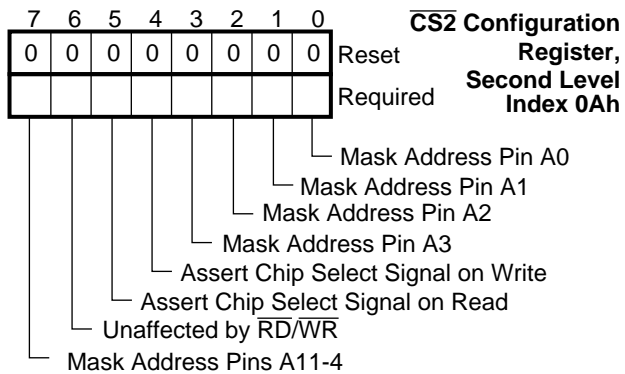 7 6 5 4 3 2 1 0
CS2 Configuration
Register,
Second Level
Index 0Ah
0 0 0 0 0 0 0 0 Reset
Required
Mask Address Pin A0
Mask Address Pin A1
Mask Address Pin A2
Mask Address Pin A3
Assert Chip Select Signal on Write
Assert Chip Select Signal on Read
Unaffected by RD/WR
Mask Address Pins A11-4